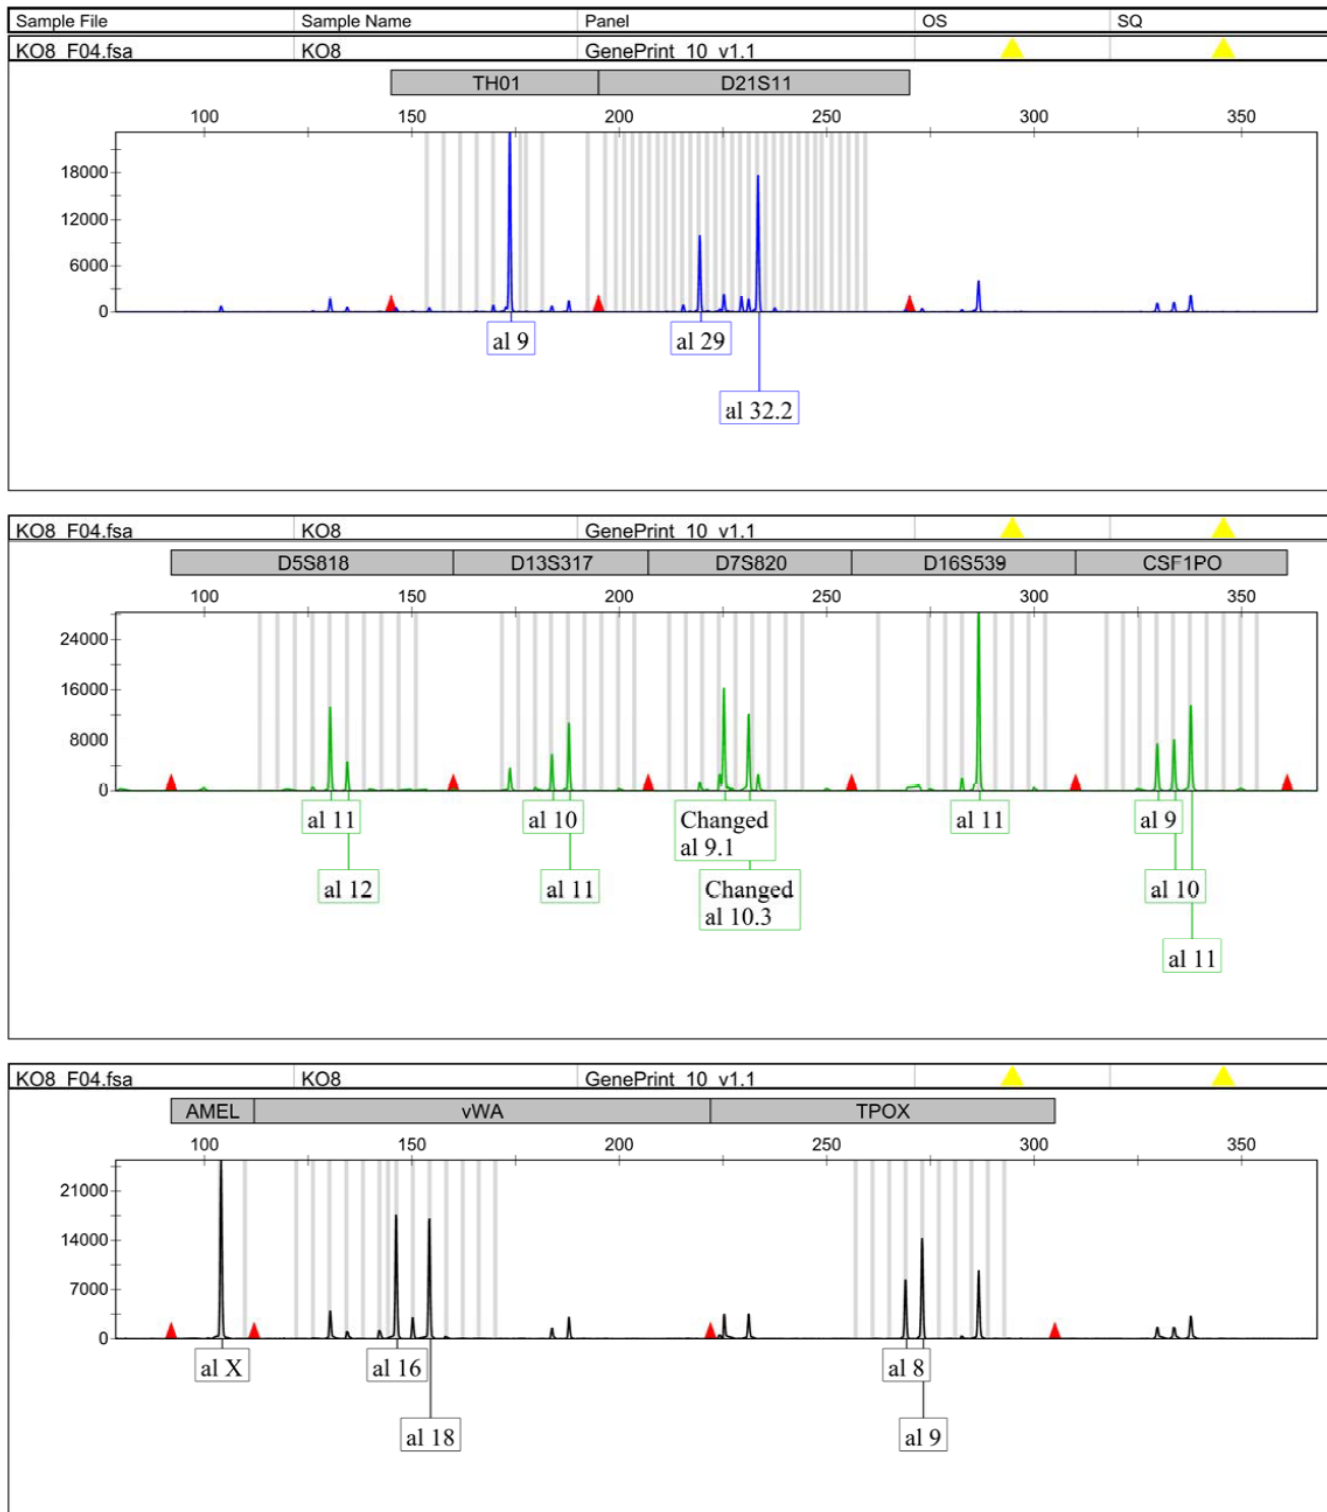 Sample File Sample Name Panel OS SQ
KO8_F04.fsa KO8 GenePrint_10_v1.1
TH01 D21S11
100 150 200 250 300 350
18000
12000
6000
0
al 9 al 29
al 32.2
KO8_F04.fsa KO8 GenePrint_10_v1.1
D5S818 D13S317 D7S820 D16S539 CSF1PO
100 150 200 250 300 350
24000
16000
8000
0
al 11 al 10 Changed al 11 al 9
al 9.1
al 12 al 11 Changed al 10
al 10.3
al 11
KO8_F04.fsa KO8 GenePrint_10_v1.1
AMEL vWA TPOX
100 150 200 250 300 350
21000
14000
7000
0
al X al 16 al 8
al 18 al 9